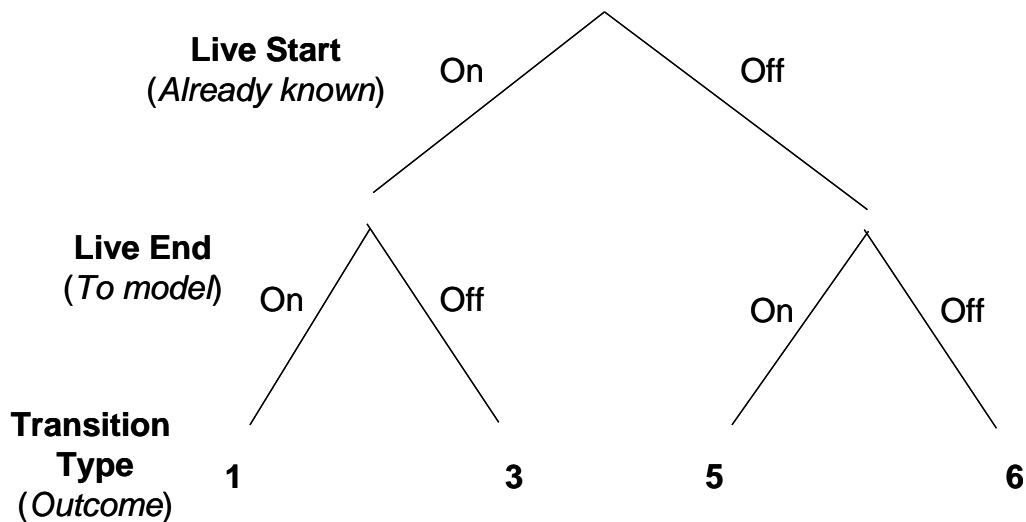 Live Start
(Already known)
On
Off
Live End
(To model)
On
Off
On
Off
Transition
Type
(Outcome)
1
3
5
6